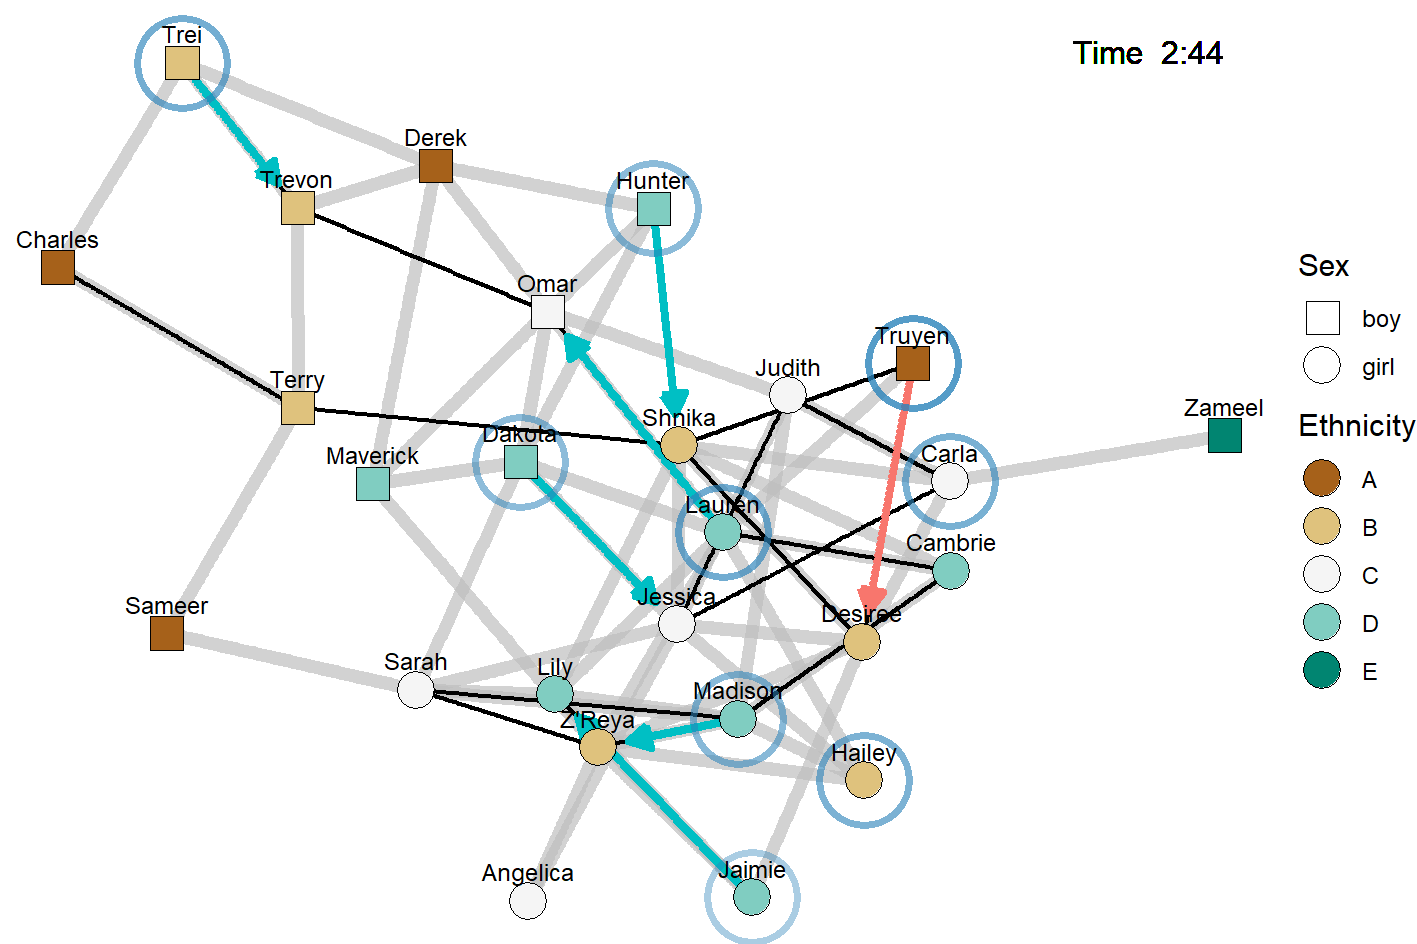 Trei
Time 2:44
Derek
Trevon
Hunter
Charles
Omar
Truyen
Judith
Terry
Shnika
Zameel
Dakota
Maverick
Carla
Lauren
Cambrie
Jessica
Sameer
Desiree
Sarah
Lily
Madison
Z'Reya
Hailey
Angelica
Jaimie
Sex
boy
girl
Ethnicity
A
B
C
D
E